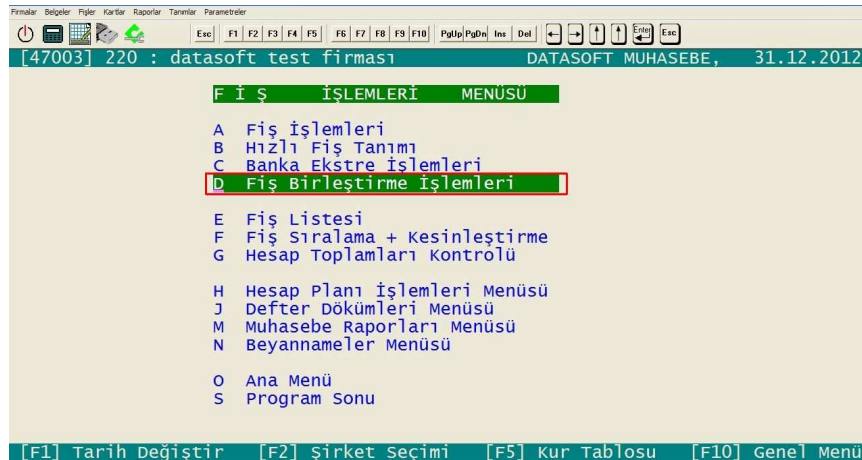 Firmalar Belgeler Fişler Kartlar Raporlar Tanımlar Parametreler
Esc F1 F2 F3 F4 F5 F6 F7 F8 F9 F10 PgUp PgDn Ins Del Enter Esc
[47003] 220 : datasoft test firması DATASOFT MUHASEBE, 31.12.2012
F İ Ş İŞLEMLERİ MENÜSÜ
A Fiş İşlemleri
B Hızlı Fiş Tanımı
C Banka Ekstre İşlemleri
D Fiş Birleştirme İşlemleri
E Fiş Listesi
F Fiş Sıralama + Kesinleştirme
G Hesap Toplamları Kontrolü
H Hesap Planı İşlemleri Menüsü
J Defter Dökümleri Menüsü
M Muhasebe Raporları Menüsü
N Beyannameler Menüsü
O Ana Menü
S Program Sonu
[F1] Tarih Değiştir [F2] Şirket Seçimi [F5] Kur Tablosu [F10] Genel Menü